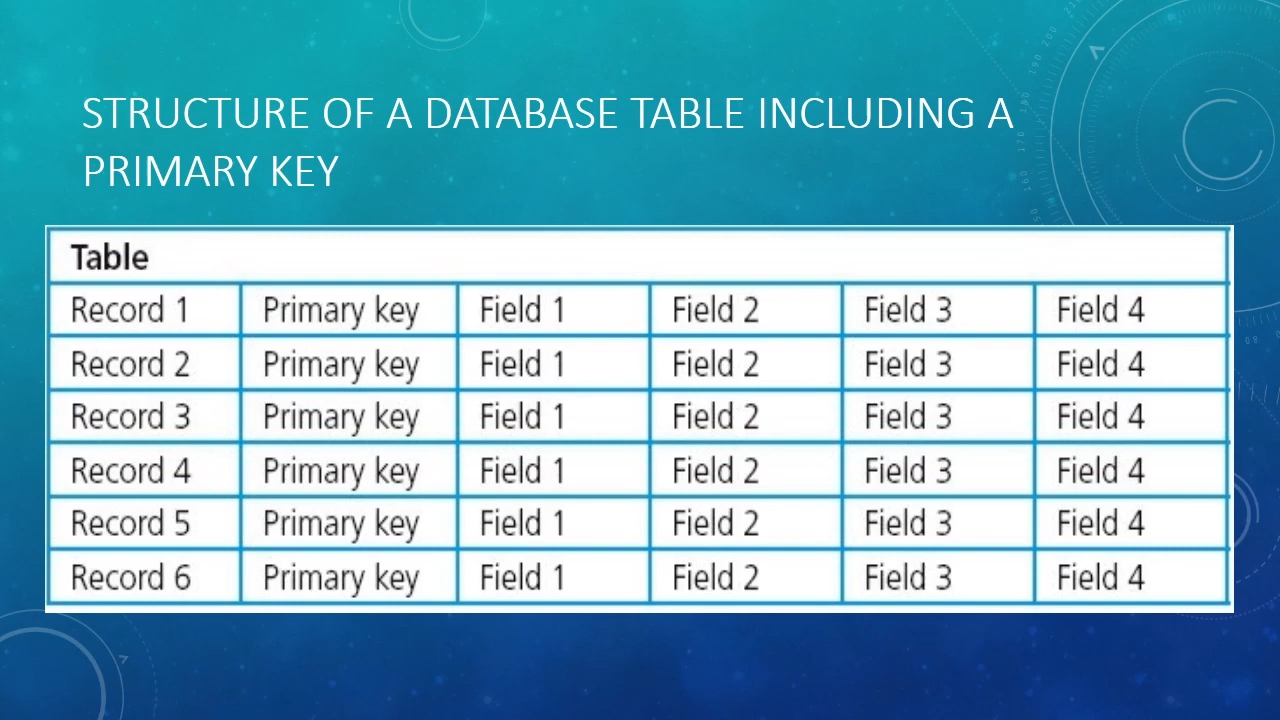 STRUCTURE OF A DATABASE TABLE INCLUDING A
PRIMARY KEY
Table
Record 1 Primary key Field 1 Field 2 Field 3 Field 4
Record 2 Primary key Field 1 Field 2 Field 3 Field 4
Record 3 Primary key Field 1 Field 2 Field 3 Field 4
Record 4 Primary key Field 1 Field 2 Field 3 Field 4
Record 5 Primary key Field 1 Field 2 Field 3 Field 4
Record 6 Primary key Field 1 Field 2 Field 3 Field 4